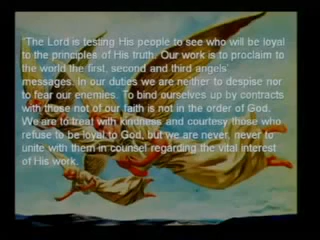 "The Lord is testing His people to see who will be loyal
to the principles of His truth. Our work is to proclaim to
the world the first, second and third angels'
messages. In our duties we are neither to despise nor
to fear our enemies. To bind ourselves up by contracts
with those not of our faith is not in the order of God.
We are to treat with kindness and courtesy those who
refuse to be loyal to God, but we are never, never to
unite with them in counsel regarding the vital interest
of His work.